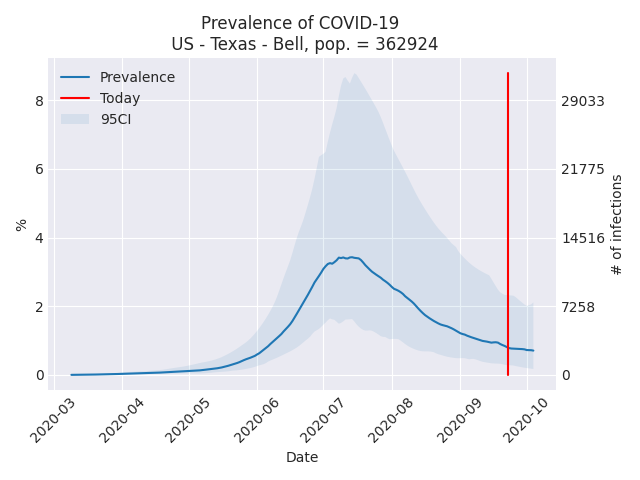 Prevalence of COVID-19
US - Texas - Bell, pop. = 362924
Prevalence
Today
95CI
8
6
4
2
0
%
29033
21775
14516
7258
0
# of infections
2020-03
2020-04
2020-05
2020-06
2020-07
2020-08
2020-09
2020-10
Date